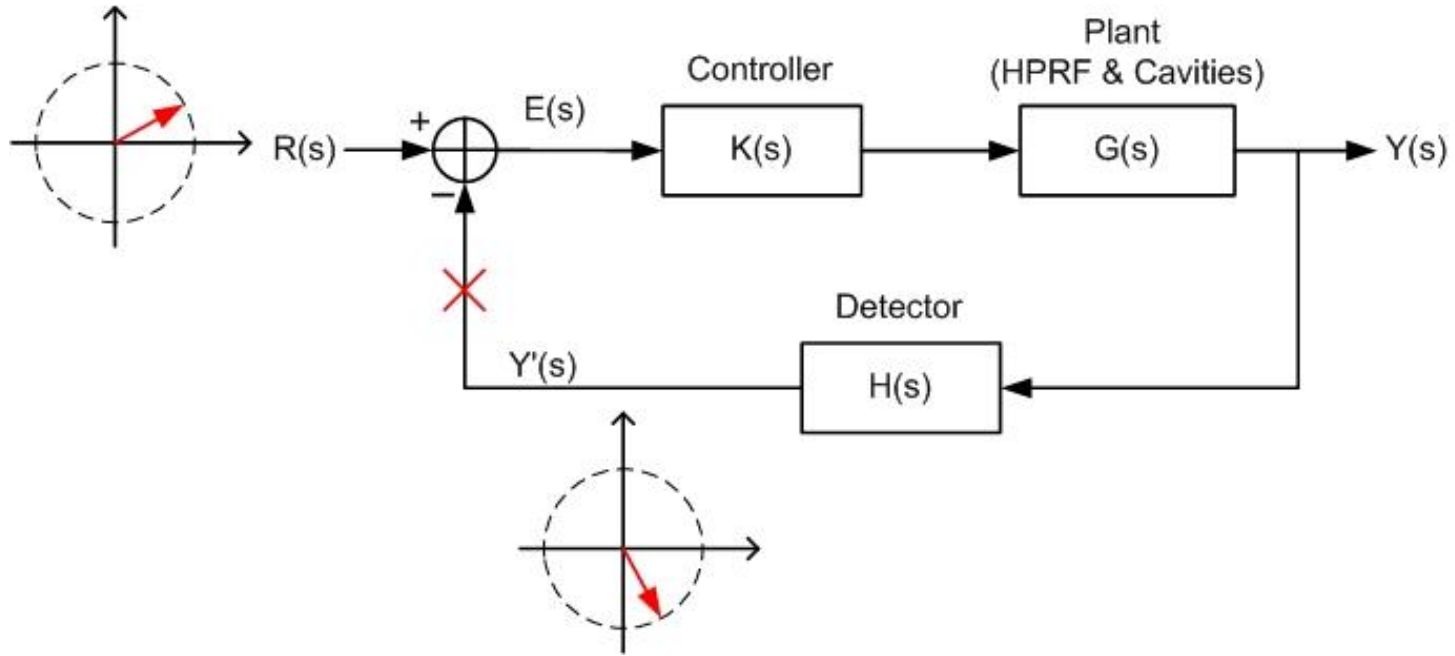 Plant
(HPRF & Cavities)
Controller
E(s)
+
R(s)
K(s)
G(s)
Y(s)
−
Detector
Y'(s)
H(s)